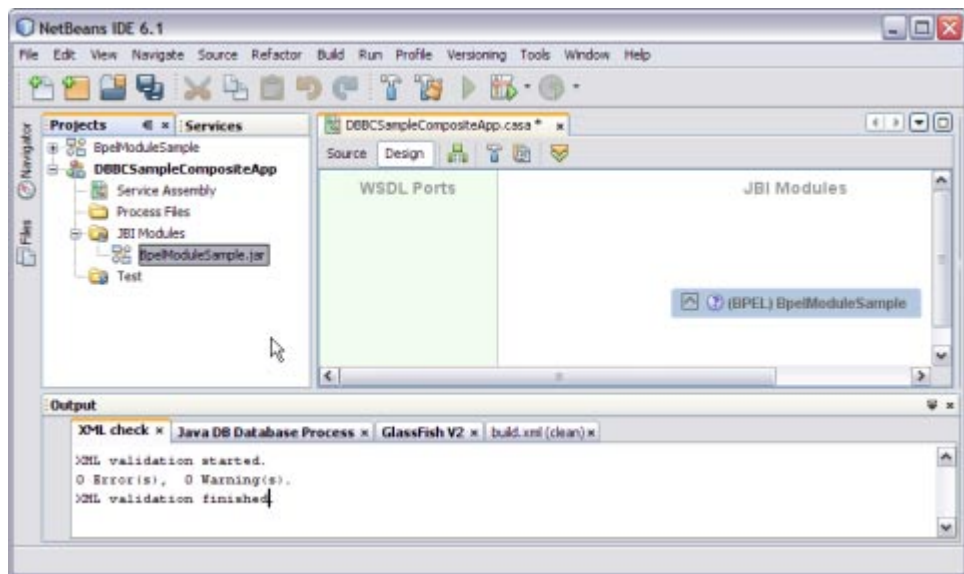 NetBeans IDE 6.1
File Edit View Navigate Source Refactor Build Run Profile Versioning Tools Window Help
Projects Services
DBBCSampleCompositeApp.casa *
Navigator
Files
BpelModuleSample
DBBCSampleCompositeApp
Service Assembly
Process Files
JBI Modules
BpelModuleSample.jar
Test
Source Design
WSDL Ports
JBI Modules
(BPEL) BpelModuleSample
Output
XML check Java DB Database Process GlassFish V2 build.xml (clean)
XML validation started.
0 Error(s), 0 Warning(s).
XML validation finished.